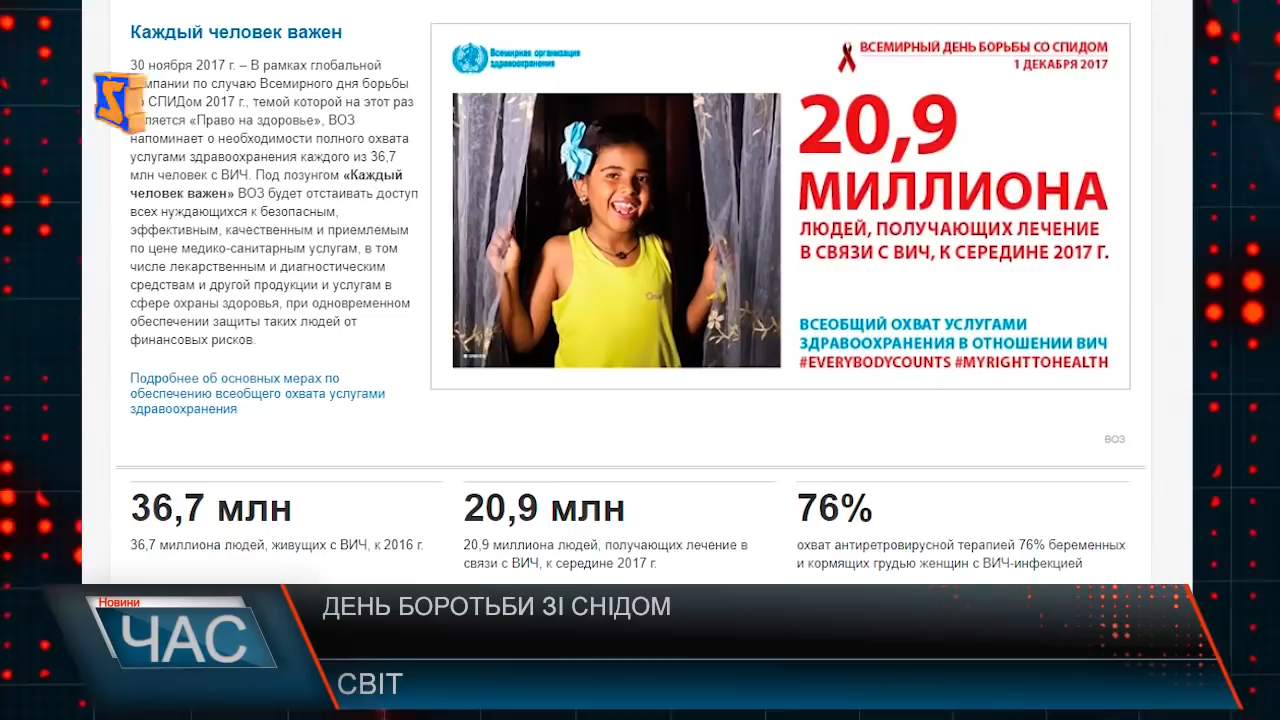 Каждый человек важен
30 ноября 2017 г. – В рамках глобальной
кампании по случаю Всемирного дня борьбы
со СПИДом 2017 г., темой которой на этот раз
является «Право на здоровье», ВОЗ
напоминает о необходимости полного охвата
услугами здравоохранения каждого из 36,7
млн человек с ВИЧ. Под лозунгом «Каждый
человек важен» ВОЗ будет отстаивать доступ
всех нуждающихся к безопасным,
эффективным, качественным и приемлемым
по цене медико-санитарным услугам, в том
числе лекарственным и диагностическим
средствам и другой продукции и услугам в
сфере охраны здоровья, при одновременном
обеспечении защиты таких людей от
финансовых рисков.
Подробнее об основных мерах по
обеспечению всеобщего охвата услугами
здравоохранения
Всемирная организация
здравоохранения
ВСЕМИРНЫЙ ДЕНЬ БОРЬБЫ СО СПИДОМ
1 ДЕКАБРЯ 2017
20,9
МИЛЛИОНА
ЛЮДЕЙ, ПОЛУЧАЮЩИХ ЛЕЧЕНИЕ
В СВЯЗИ С ВИЧ, К СЕРЕДИНЕ 2017 Г.
ВСЕОБЩИЙ ОХВАТ УСЛУГАМИ
ЗДРАВООХРАНЕНИЯ В ОТНОШЕНИИ ВИЧ
#EVERYBODYCOUNTS #MYRIGHTTOHEALTH
ВОЗ
36,7 млн
36,7 миллиона людей, живущих с ВИЧ, к 2016 г.
20,9 млн
20,9 миллиона людей, получающих лечение в
связи с ВИЧ, к середине 2017 г.
76%
охват антиретровирусной терапией 76% беременных
и кормящих грудью женщин с ВИЧ-инфекцией
Новини
ЧАС
ДЕНЬ БОРОТЬБИ ЗІ СНІДОМ
СВІТ